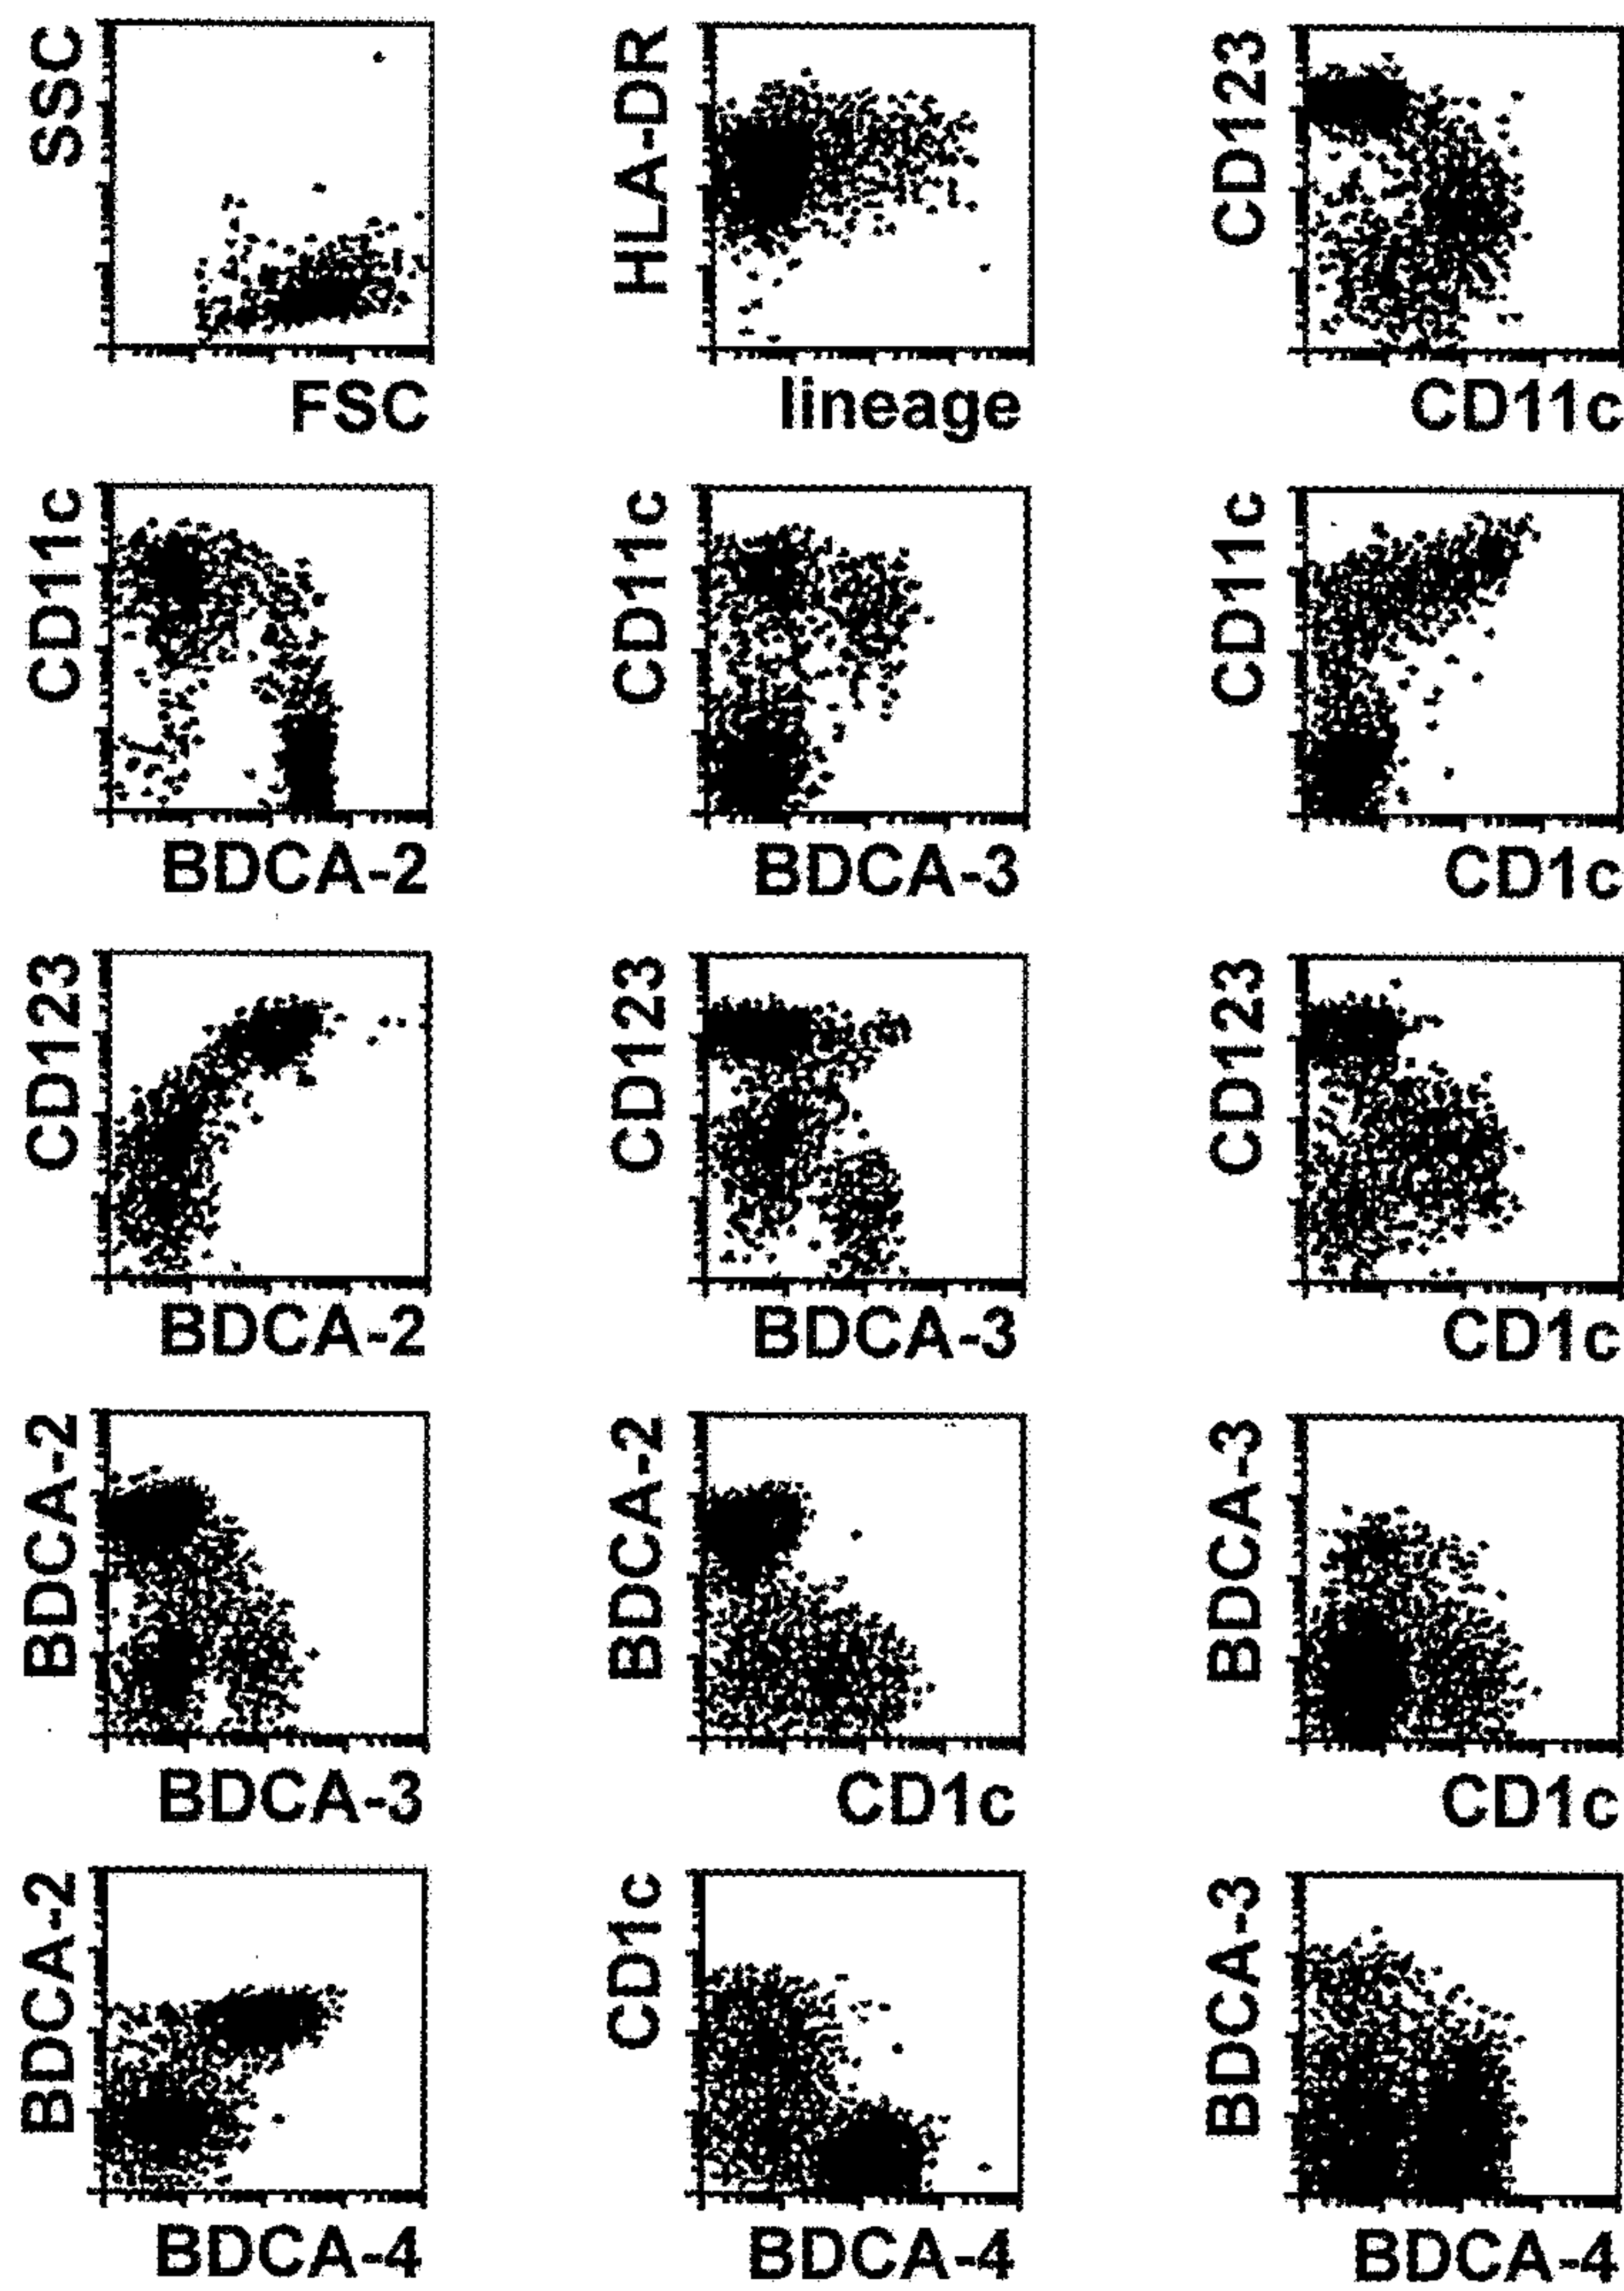 SSC
FSC
HLA-DR
lineage
CD123
CD11c
CD11c
BDCA-2
CD11c
BDCA-3
CD11c
CD1c
CD123
BDCA-2
CD123
BDCA-3
CD123
CD1c
BDCA-2
BDCA-3
BDCA-2
CD1c
BDCA-3
CD1c
BDCA-2
BDCA-4
CD1c
BDCA-4
BDCA-3
BDCA-4